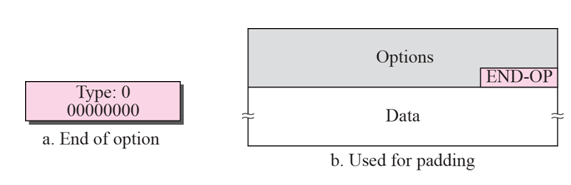 Type: 0
00000000
a. End of option
Options
END-OP
Data
b. Used for padding